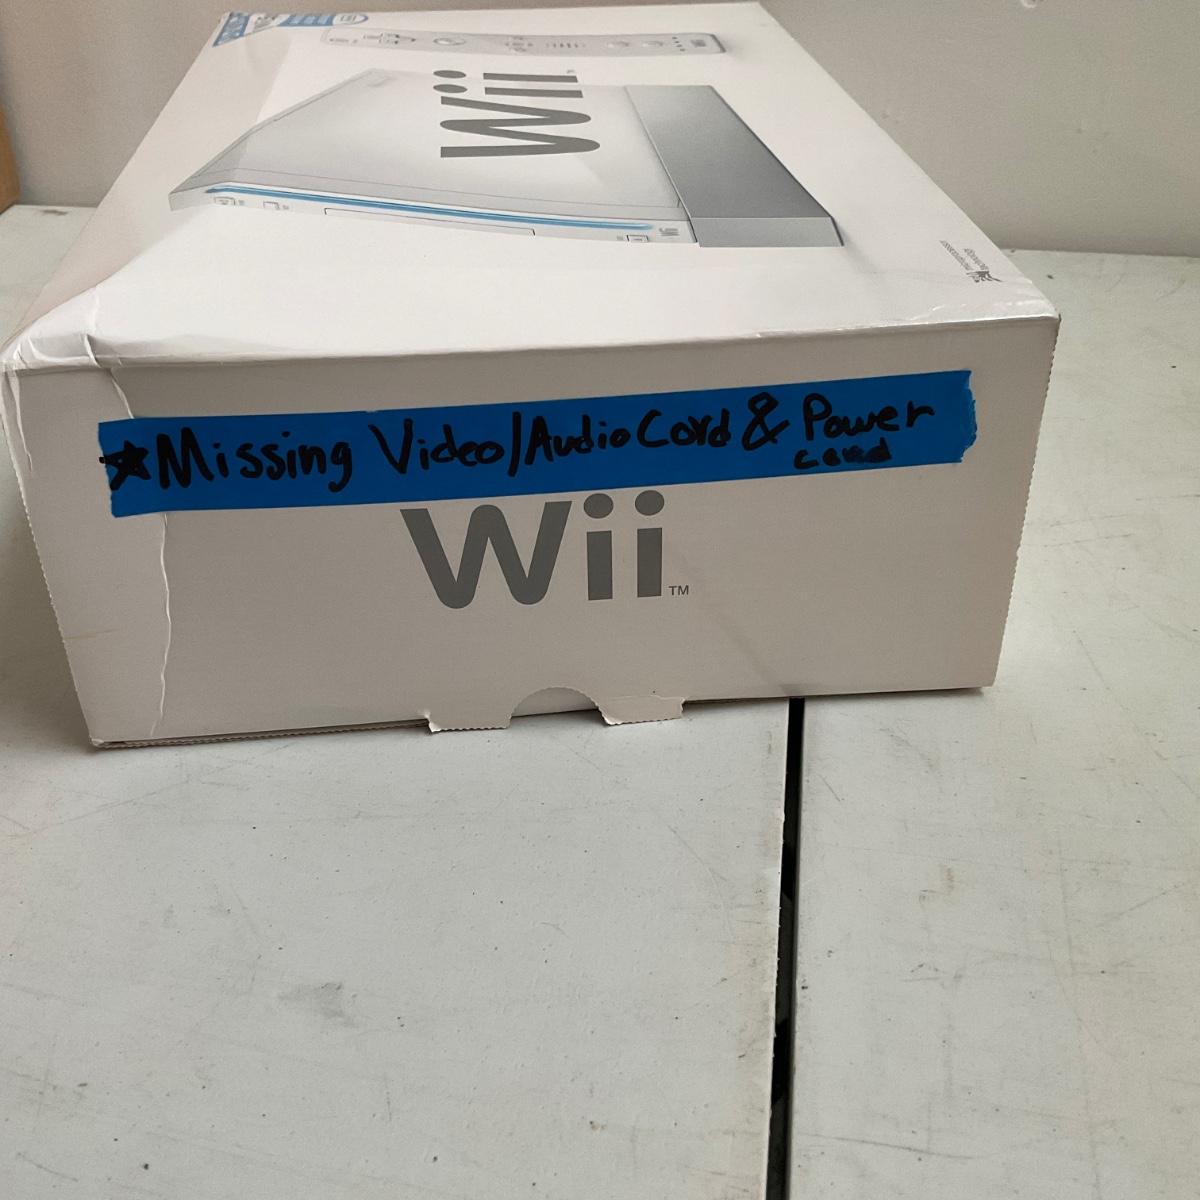 Wii
★Missing Video/Audio Cord & Power
cord
Wii™